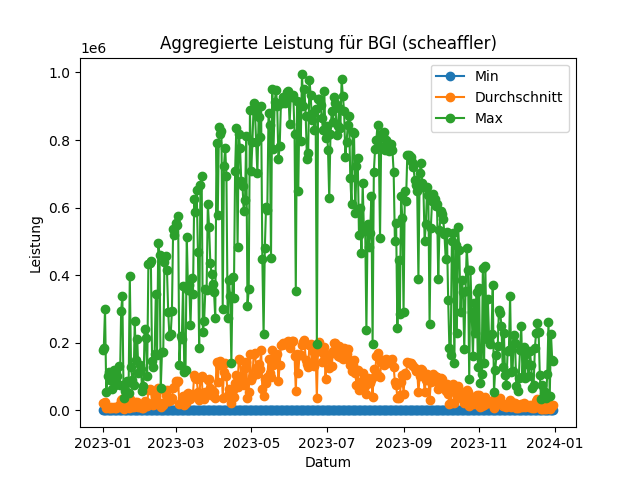 Aggregierte Leistung für BGI (scheaffler)
1e6
1.0
0.8
0.6
0.4
0.2
0.0
Leistung
Min
Durchschnitt
Max
2023-01 2023-03 2023-05 2023-07 2023-09 2023-11 2024-01
Datum